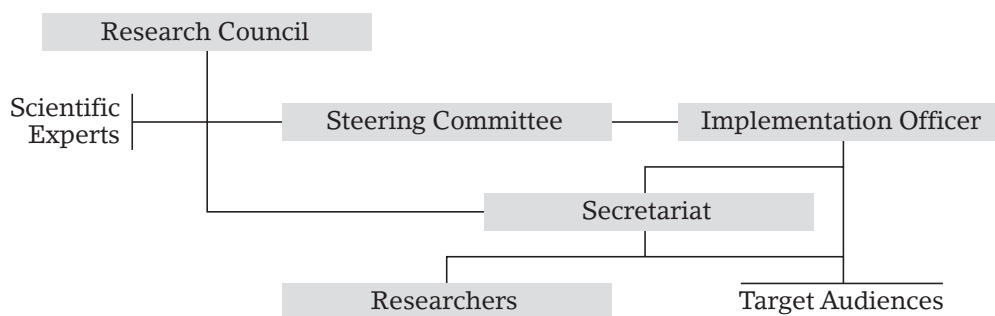 Research Council
Scientific
Experts
Steering Committee
Implementation Officer
Secretariat
Researchers
Target Audiences